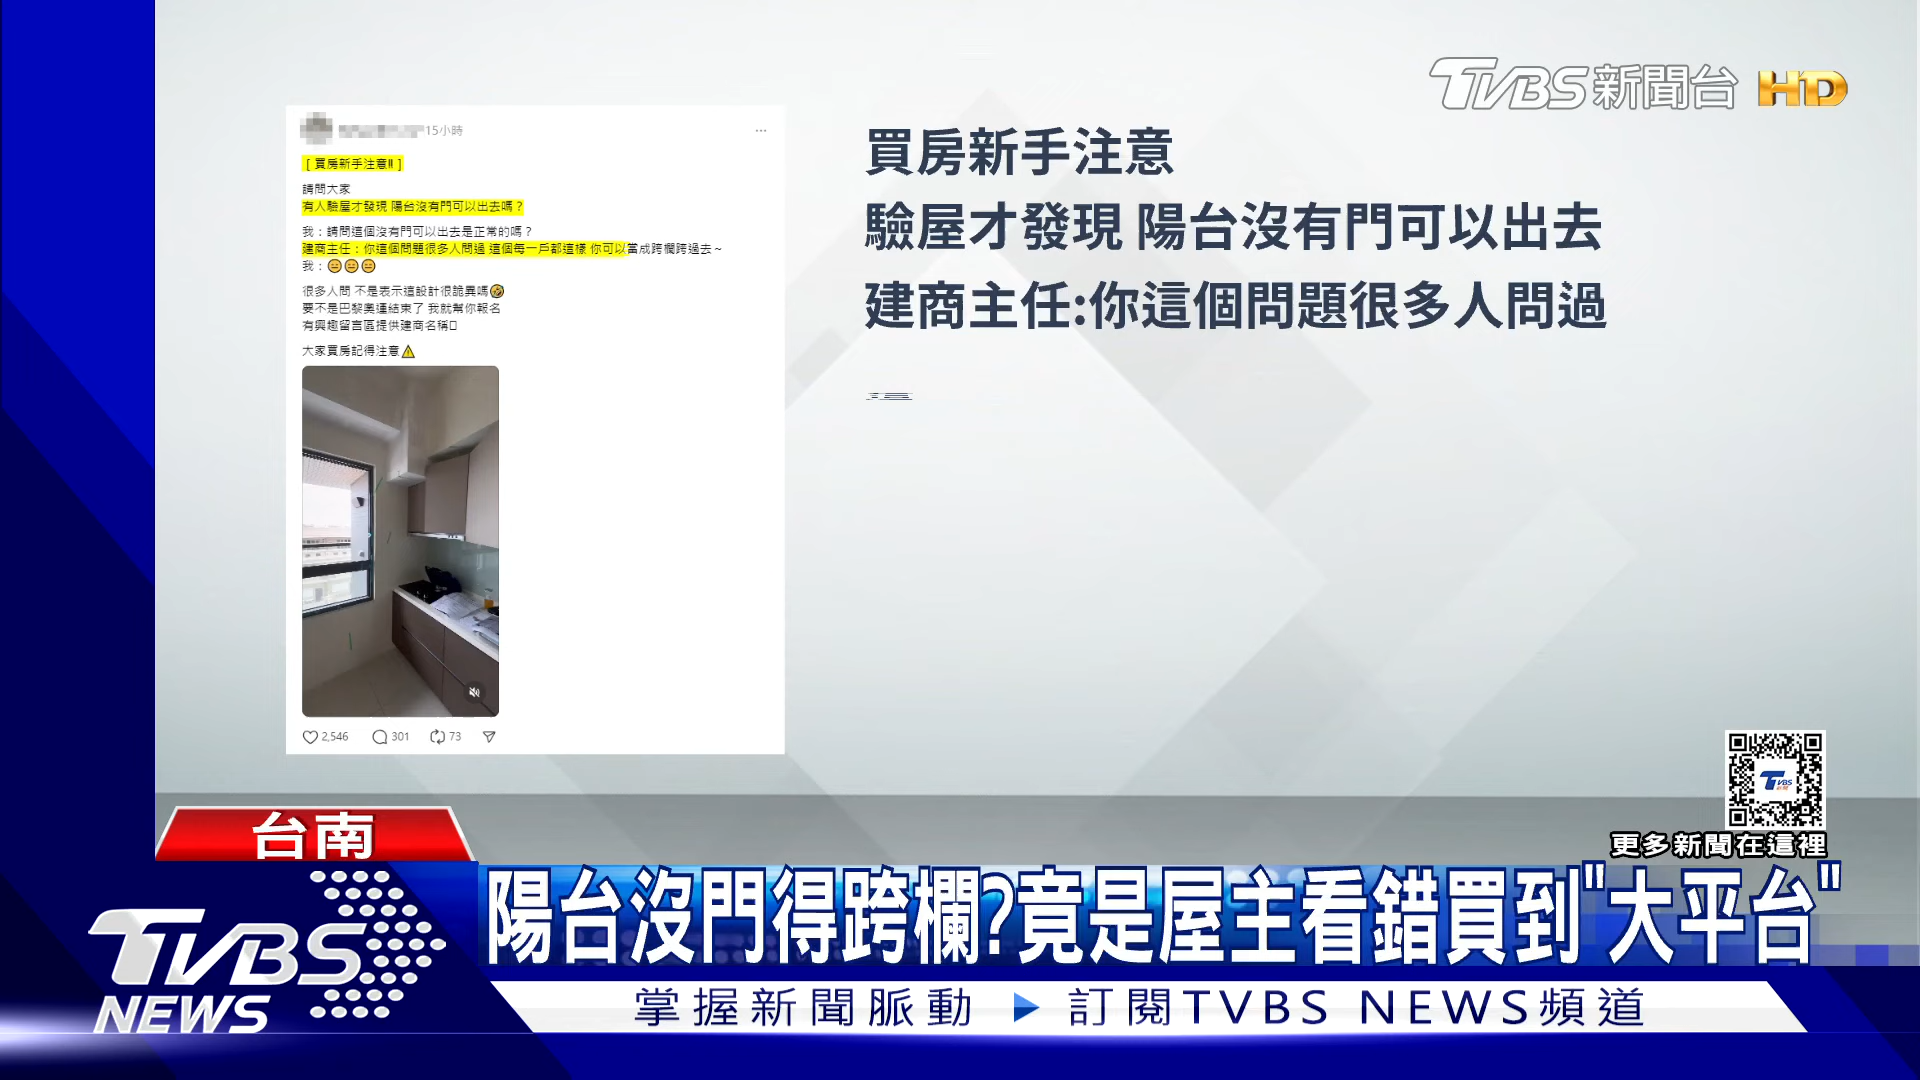 TVBS新聞台 HD
15小時
[ 買房新手注意!! ]
請問大家
有人驗屋才發現 陽台沒有門可以出去嗎？
我：請問這個沒有門可以出去是正常的嗎？
建商主任：你這個問題很多人問過 這個每一戶都這樣 你可以當成跨欄跨過去～
我：😑😑😑
很多人問 不是表示這設計很詭異嗎🤣
要不是巴黎奧運結束了 我就幫你報名
有興趣留言區提供建商名稱
大家買房記得注意⚠
2,546 301 73
買房新手注意
驗屋才發現 陽台沒有門可以出去
建商主任:你這個問題很多人問過
TVBS
更多新聞在這裡
台南
陽台沒門得跨欄?竟是屋主看錯買到"大平台"
TVBS
NEWS
掌握新聞脈動 ▶ 訂閱TVBS NEWS頻道